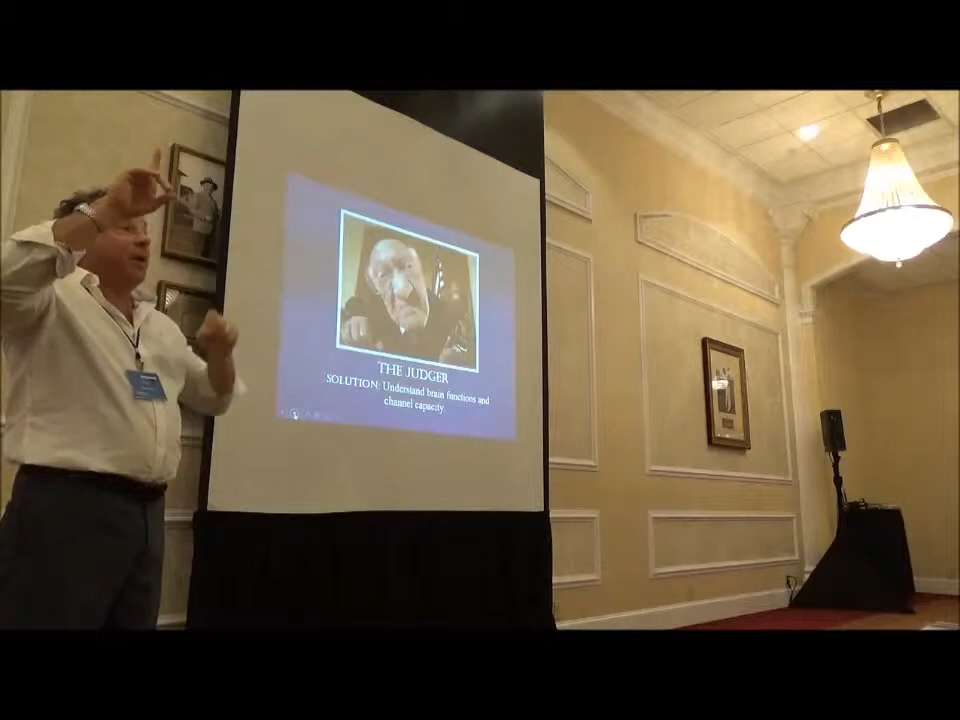 THE JUDGER
SOLUTION: Understand brain functions and
channel capacity.